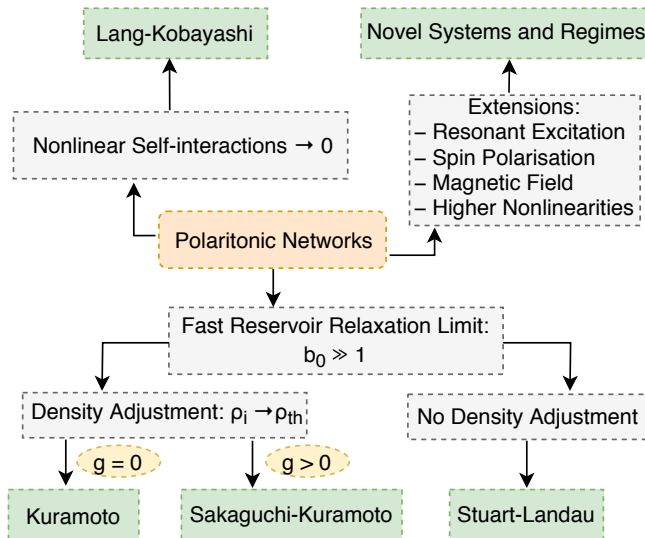 Lang-Kobayashi
Novel Systems and Regimes
Nonlinear Self-interactions → 0
Extensions:
– Resonant Excitation
– Spin Polarisation
– Magnetic Field
– Higher Nonlinearities
Polaritonic Networks
Fast Reservoir Relaxation Limit:
b₀ ≫ 1
Density Adjustment: ρᵢ → ρₜₕ
No Density Adjustment
g = 0
g > 0
Kuramoto
Sakaguchi-Kuramoto
Stuart-Landau